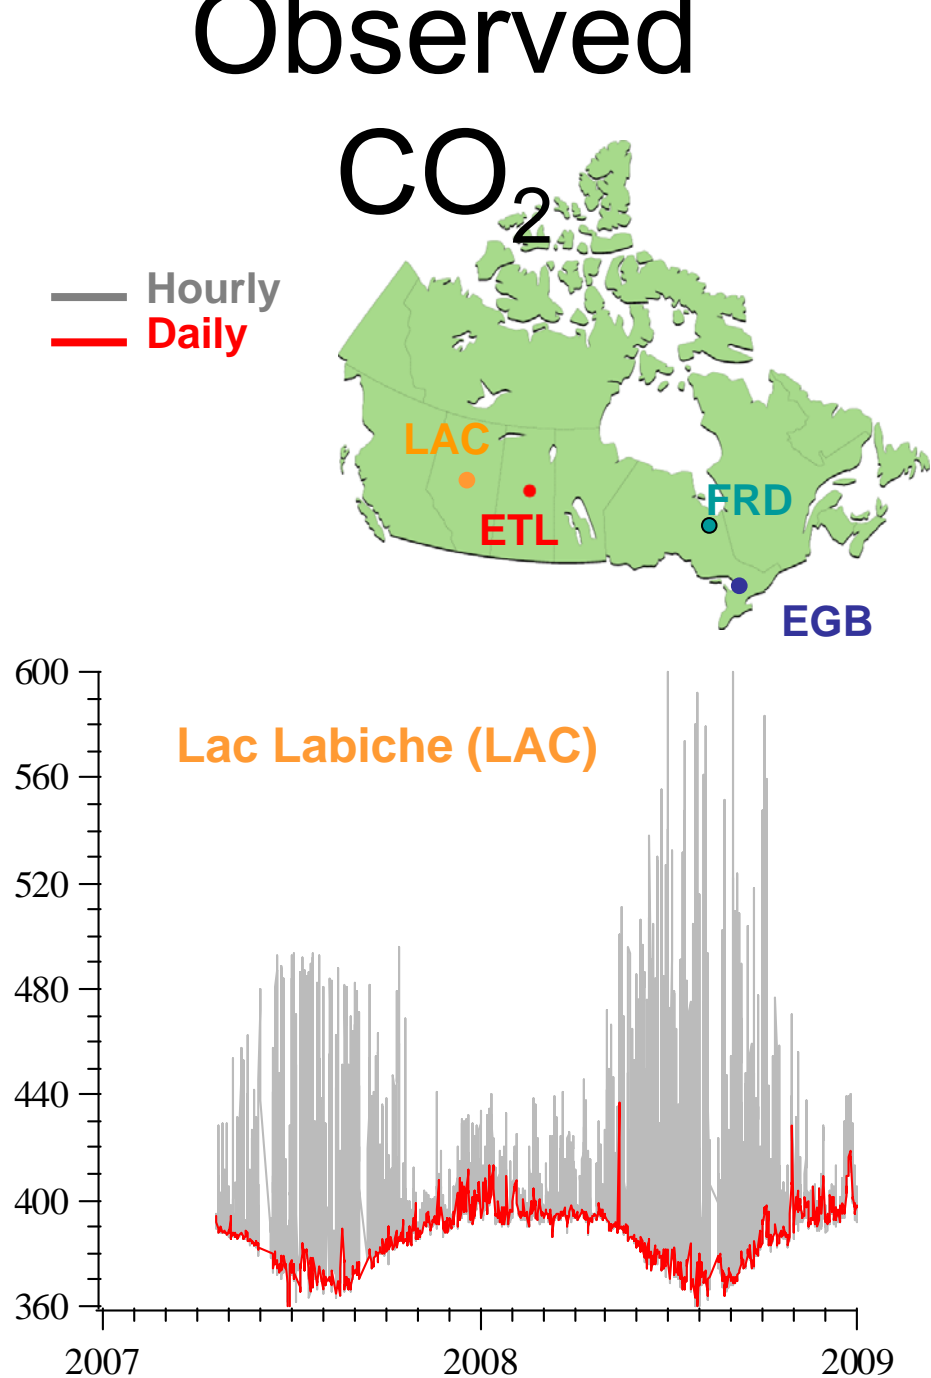 Observed
CO₂
Hourly
Daily
LAC
FRD
ETL
EGB
600
Lac Labiche (LAC)
560
520
480
440
400
360
2007 2008 2009